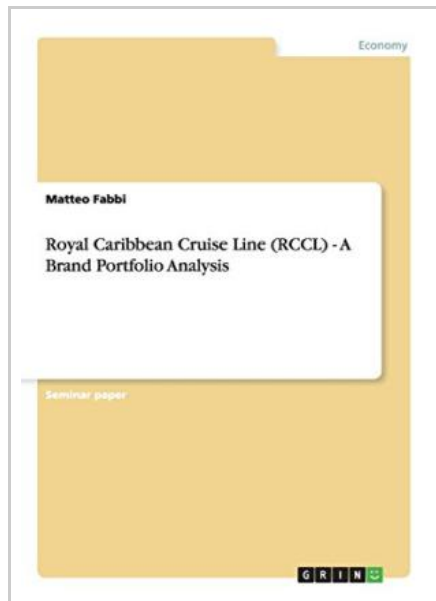 Economy
Matteo Fabbi
Royal Caribbean Cruise Line (RCCL) - A
Brand Portfolio Analysis
Seminar paper
GRIN